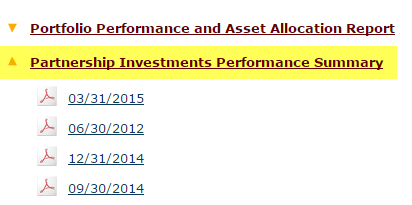 Portfolio Performance and Asset Allocation Report
Partnership Investments Performance Summary
03/31/2015
06/30/2012
12/31/2014
09/30/2014